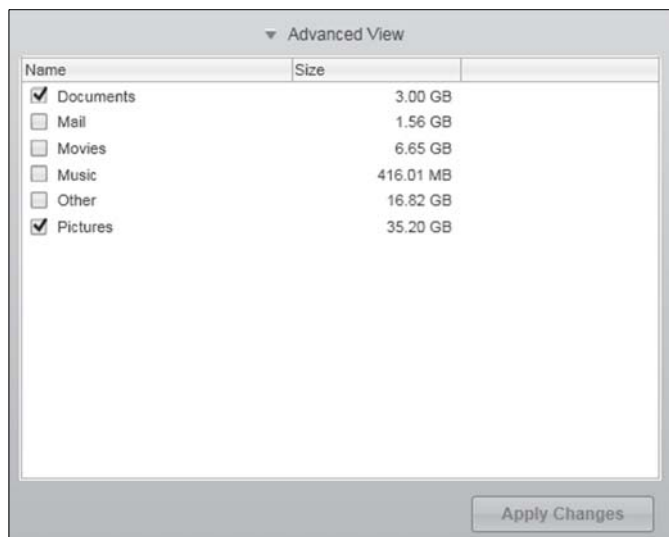 Advanced View
Name Size
Documents 3.00 GB
Mail 1.56 GB
Movies 6.65 GB
Music 416.01 MB
Other 16.82 GB
Pictures 35.20 GB
Apply Changes